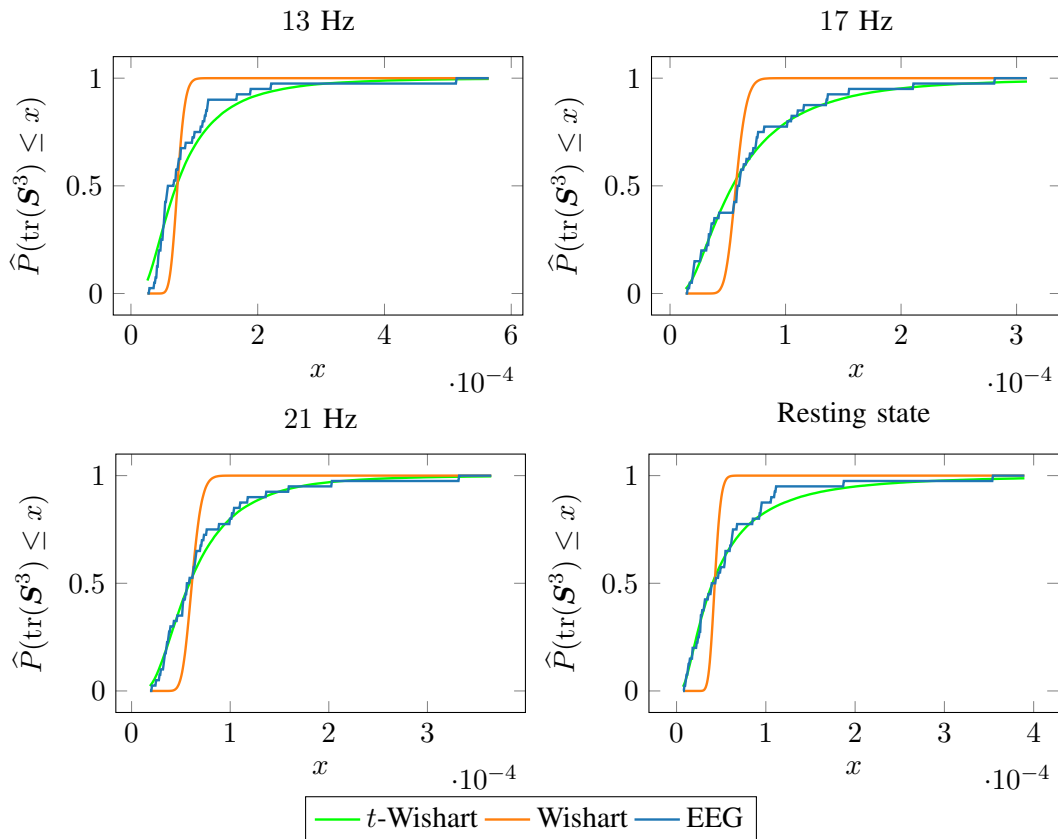 13 Hz
P̂(tr(S³) ≤ x)
1
0.5
0
0 2 4 6
x
·10⁻⁴
17 Hz
P̂(tr(S³) ≤ x)
1
0.5
0
0 1 2 3
x
·10⁻⁴
21 Hz
P̂(tr(S³) ≤ x)
1
0.5
0
0 1 2 3
x
·10⁻⁴
Resting state
P̂(tr(S³) ≤ x)
1
0.5
0
0 1 2 3 4
x
·10⁻⁴
t-Wishart Wishart EEG